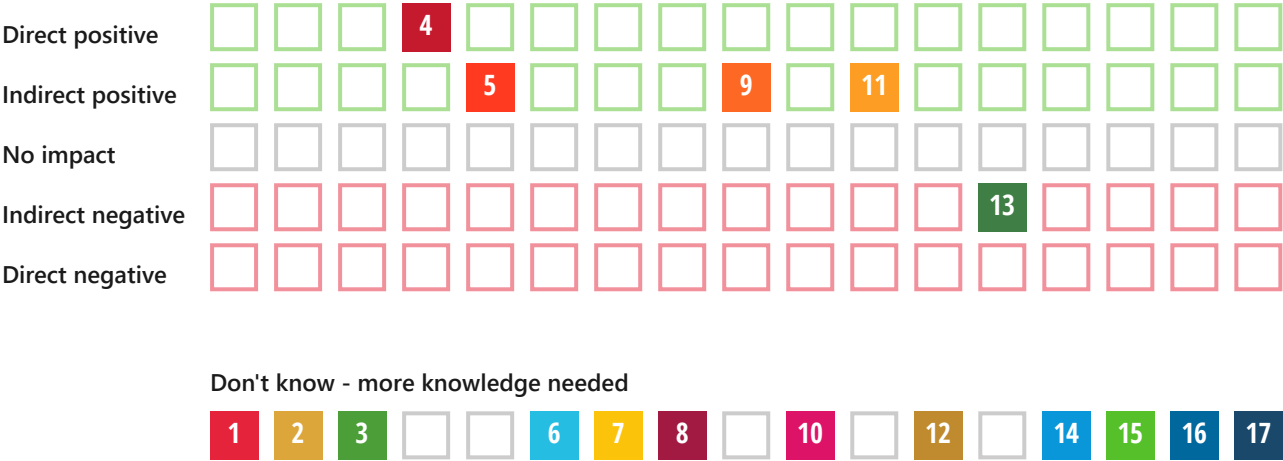 Direct positive 4
Indirect positive 5 9 11
No impact
Indirect negative 13
Direct negative
Don't know - more knowledge needed
1 2 3 6 7 8 10 12 14 15 16 17